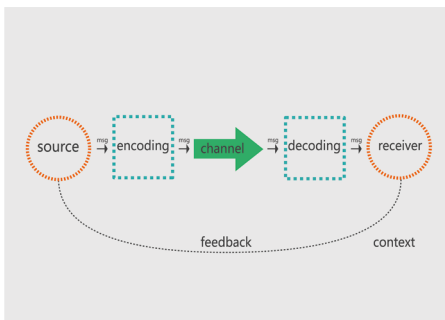 msg
msg
msg
msg
source
encoding
channel
decoding
receiver
feedback
context